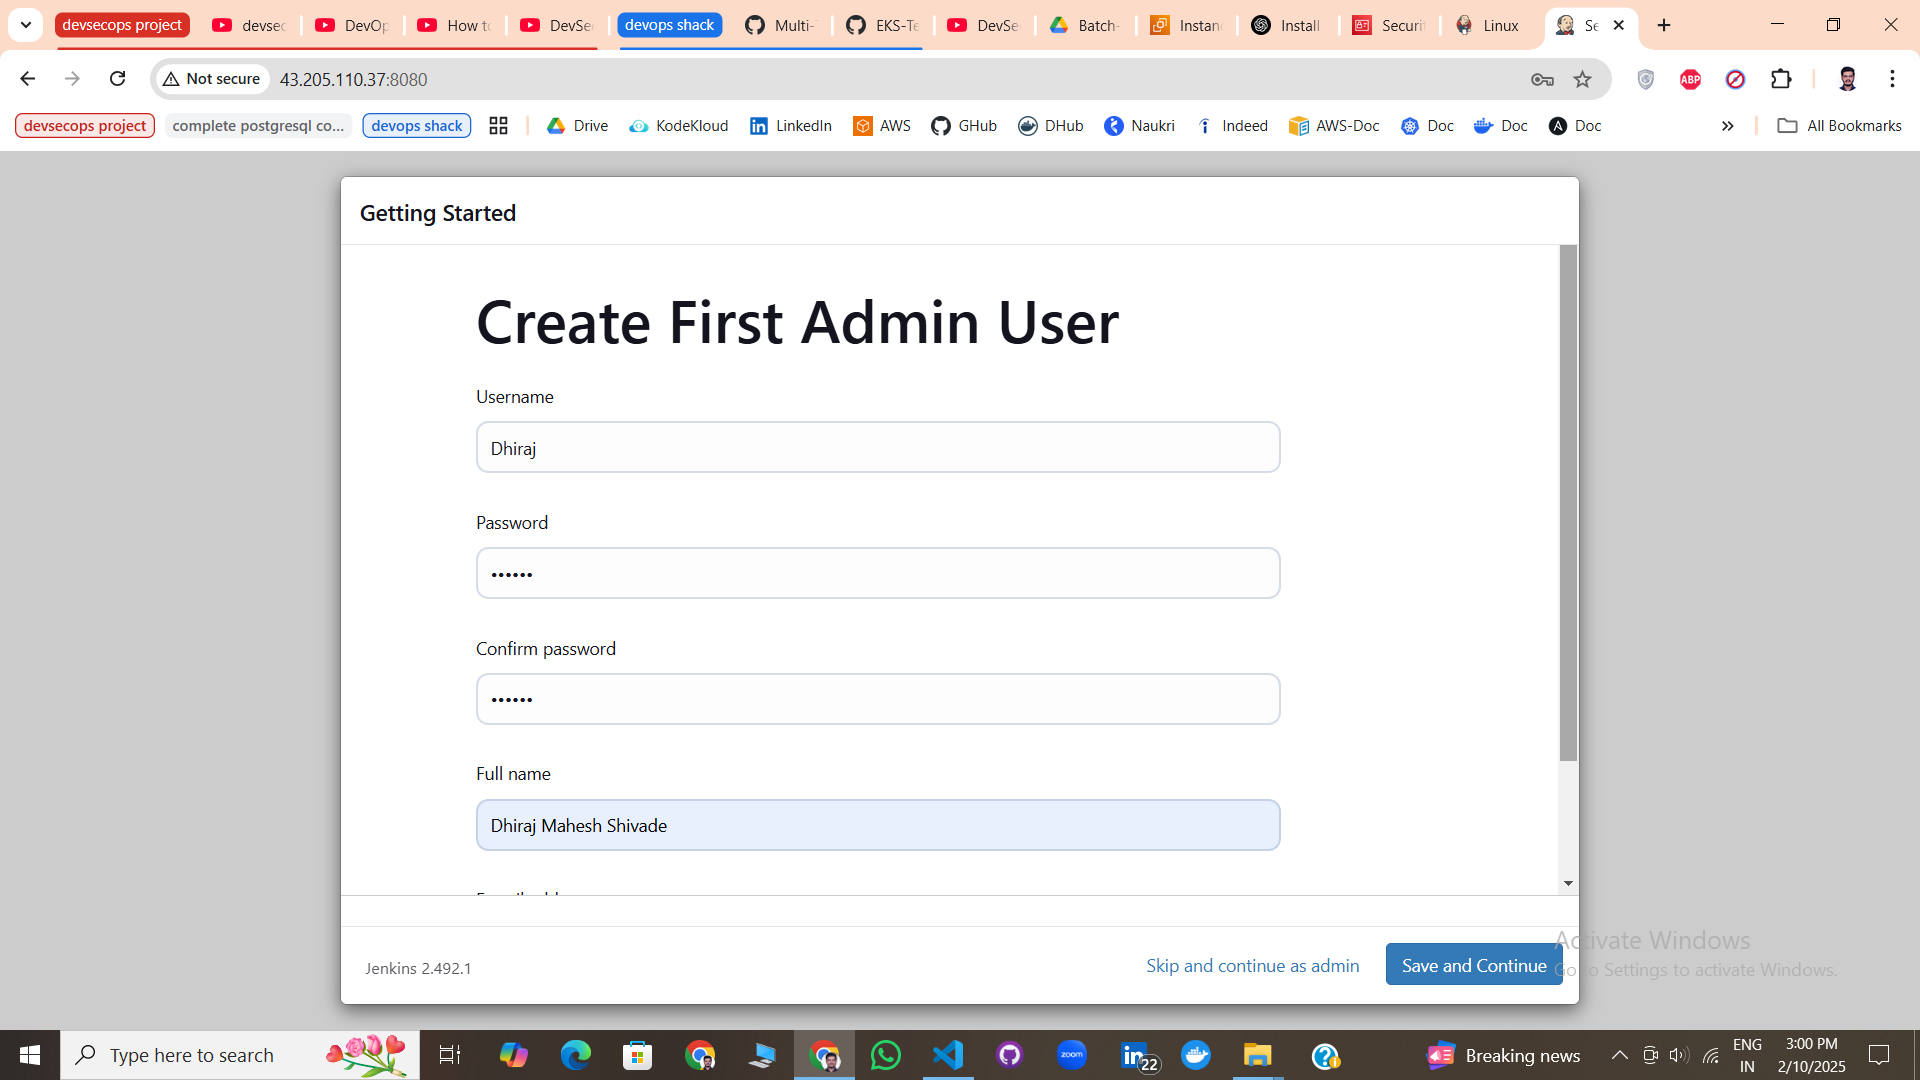 devsecops project
devsec
DevOp
How to
DevSe
devops shack
Multi-
EKS-Te
DevSe
Batch-
Instan
Install
Securit
Linux
Se
Not secure
43.205.110.37:8080
ABP
devsecops project
complete postgresql co...
devops shack
Drive
KodeKloud
LinkedIn
AWS
GHub
DHub
Naukri
Indeed
AWS-Doc
Doc
Doc
Doc
All Bookmarks
Getting Started
Create First Admin User
Username
Dhiraj
Password
••••••
Confirm password
••••••
Full name
Dhiraj Mahesh Shivade
Jenkins 2.492.1
Skip and continue as admin
Save and Continue
Activate Windows
Go to Settings to activate Windows.
Type here to search
zoom
22
Breaking news
ENG
IN
3:00 PM
2/10/2025